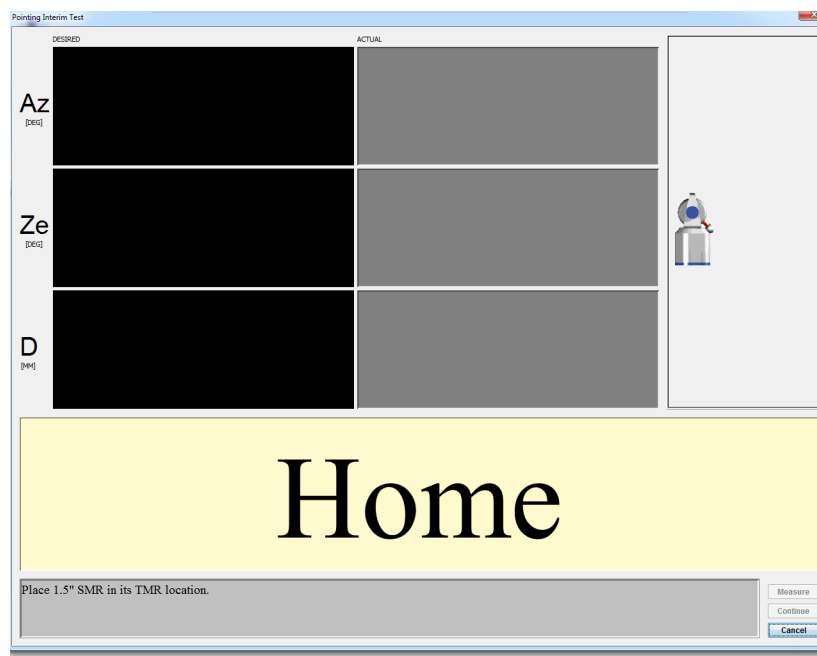 Pointing Interim Test
DESIRED ACTUAL
Az
[DEG]
Ze
[DEG]
D
[MM]
Home
Place 1.5" SMR in its TMR location.
Measure
Continue
Cancel